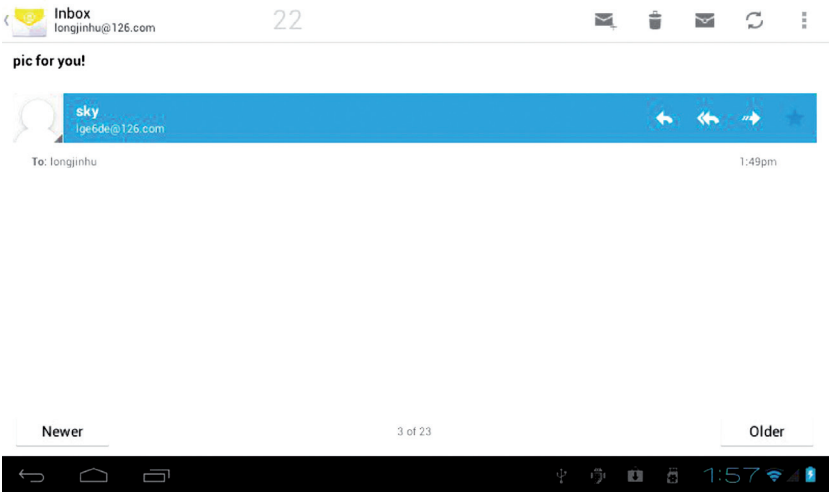 Inbox
longjinhu@126.com
22
pic for you!
sky
lge6de@126.com
To: longjinhu
1:49pm
Newer
3 of 23
Older
1:57